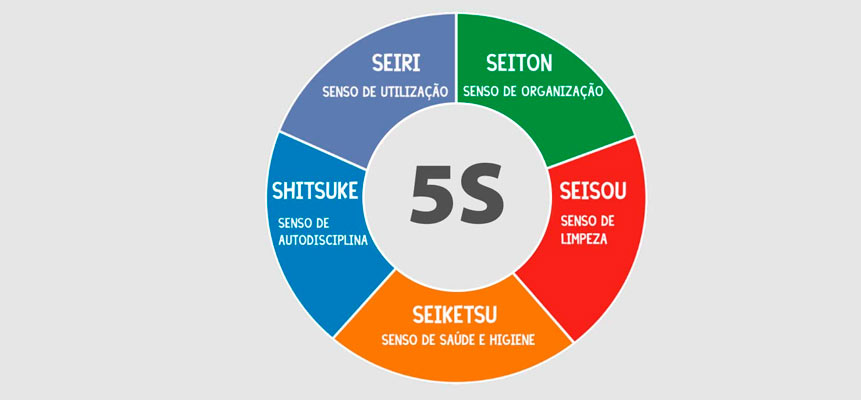 SEIRI
SENSO DE UTILIZAÇÃO
SEITON
SENSO DE ORGANIZAÇÃO
SHITSUKE
SENSO DE
AUTODISCIPLINA
5S
SEISOU
SENSO DE
LIMPEZA
SEIKETSU
SENSO DE SAÚDE E HIGIENE